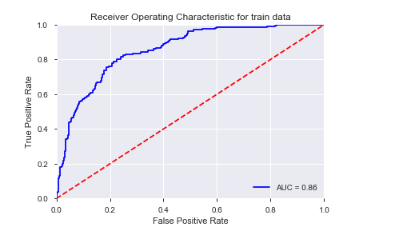 Receiver Operating Characteristic for train data
True Positive Rate
1.0
0.8
0.6
0.4
0.2
0.0
AUC = 0.86
0.0 0.2 0.4 0.6 0.8 1.0
False Positive Rate